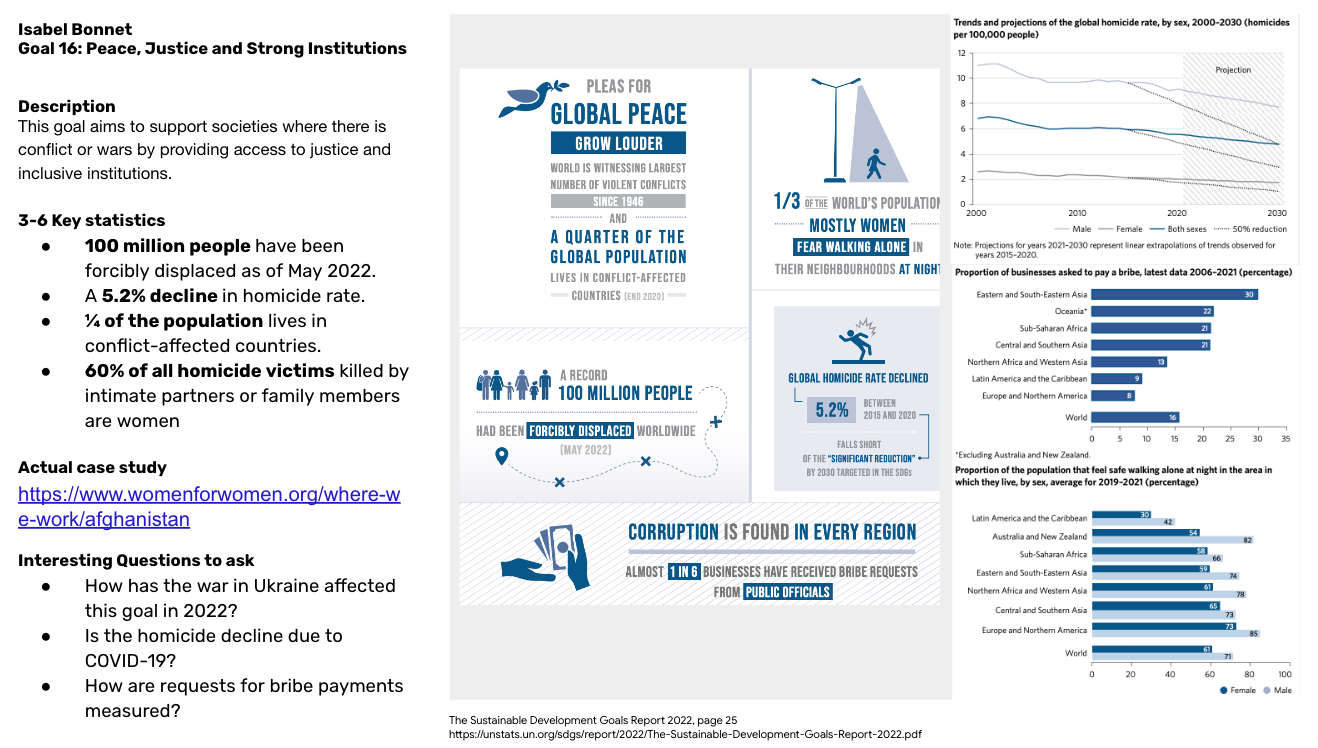 Isabel Bonnet
Goal 16: Peace, Justice and Strong Institutions
Description
This goal aims to support societies where there is
conflict or wars by providing access to justice and
inclusive institutions.
3-6 Key statistics
● 100 million people have been
forcibly displaced as of May 2022.
● A 5.2% decline in homicide rate.
● ¼ of the population lives in
conflict-affected countries.
● 60% of all homicide victims killed by
intimate partners or family members
are women
Actual case study
https://www.womenforwomen.org/where-w
e-work/afghanistan
Interesting Questions to ask
● How has the war in Ukraine affected
this goal in 2022?
● Is the homicide decline due to
COVID-19?
● How are requests for bribe payments
measured?
PLEAS FOR
GLOBAL PEACE
GROW LOUDER
WORLD IS WITNESSING LARGEST
NUMBER OF VIOLENT CONFLICTS
SINCE 1946
AND
A QUARTER OF THE
GLOBAL POPULATION
LIVES IN CONFLICT-AFFECTED
COUNTRIES (END 2020)
1/3 OF THE WORLD'S POPULATION
MOSTLY WOMEN
FEAR WALKING ALONE IN
THEIR NEIGHBOURHOODS AT NIGHT
A RECORD
100 MILLION PEOPLE
HAD BEEN FORCIBLY DISPLACED WORLDWIDE
(MAY 2022)
GLOBAL HOMICIDE RATE DECLINED
5.2% BETWEEN
2015 AND 2020
FALLS SHORT
OF THE "SIGNIFICANT REDUCTION"
BY 2030 TARGETED IN THE SDGs
CORRUPTION IS FOUND IN EVERY REGION
ALMOST 1 IN 6 BUSINESSES HAVE RECEIVED BRIBE REQUESTS
FROM PUBLIC OFFICIALS
The Sustainable Development Goals Report 2022, page 25
https://unstats.un.org/sdgs/report/2022/The-Sustainable-Development-Goals-Report-2022.pdf
Trends and projections of the global homicide rate, by sex, 2000–2030 (homicides
per 100,000 people)
12
Projection
10
8
6
4
2
0
2000 2010 2020 2030
Male Female Both sexes 50% reduction
Note: Projections for years 2021–2030 represent linear extrapolations of trends observed for
years 2015–2020.
Proportion of businesses asked to pay a bribe, latest data 2006–2021 (percentage)
Eastern and South-Eastern Asia 30
Oceania* 22
Sub-Saharan Africa 21
Central and Southern Asia 21
Northern Africa and Western Asia 13
Latin America and the Caribbean 9
Europe and Northern America 8
World 16
0 5 10 15 20 25 30 35
*Excluding Australia and New Zealand.
Proportion of the population that feel safe walking alone at night in the area in
which they live, by sex, average for 2019–2021 (percentage)
Latin America and the Caribbean 30 42
Australia and New Zealand 54 82
Sub-Saharan Africa 58 66
Eastern and South-Eastern Asia 59 74
Northern Africa and Western Asia 61 78
Central and Southern Asia 65 73
Europe and Northern America 73 85
World 61 71
0 20 40 60 80 100
Female Male